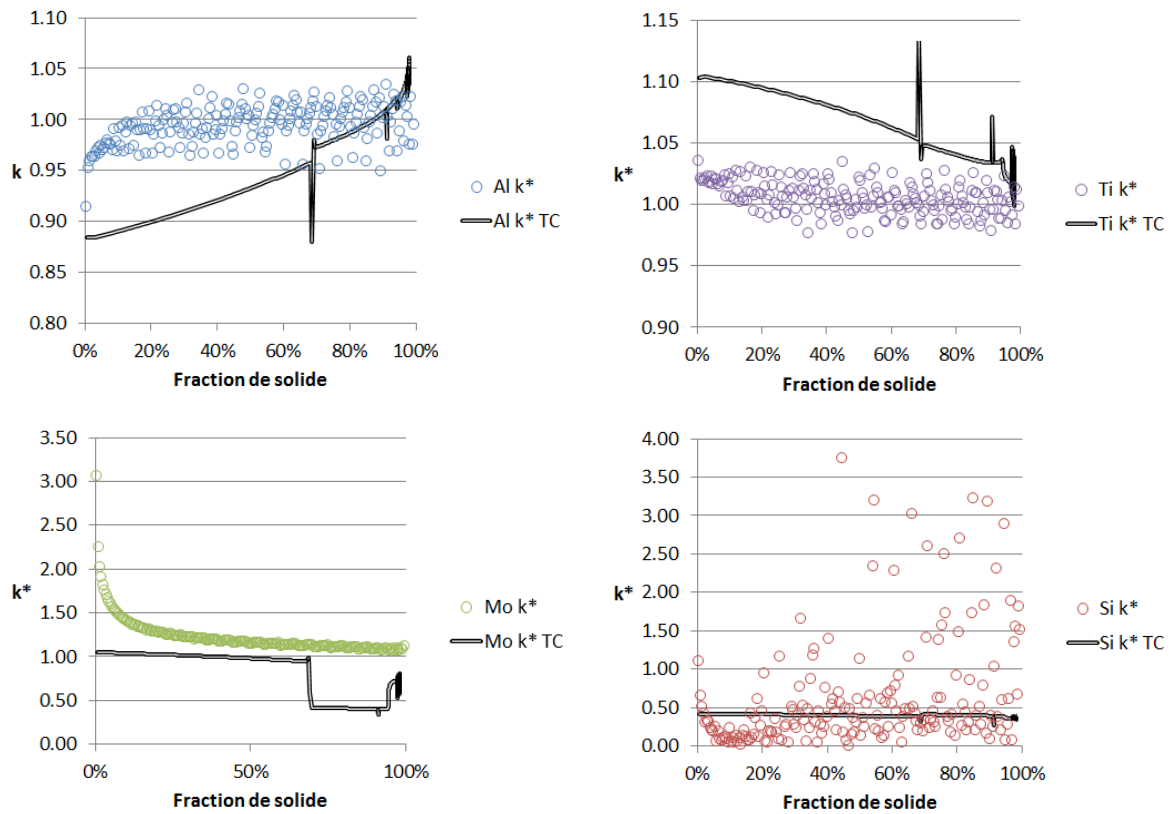 1.10
1.05
1.00
0.95
0.90
0.85
0.80
k
0% 20% 40% 60% 80% 100%
Fraction de solide
Al k*
Al k* TC
1.15
1.10
1.05
1.00
0.95
0.90
k*
0% 20% 40% 60% 80% 100%
Fraction de solide
Ti k*
Ti k* TC
3.50
3.00
2.50
2.00
1.50
1.00
0.50
0.00
k*
0% 50% 100%
Fraction de solide
Mo k*
Mo k* TC
4.00
3.50
3.00
2.50
2.00
1.50
1.00
0.50
0.00
k*
0% 20% 40% 60% 80% 100%
Fraction de solide
Si k*
Si k* TC